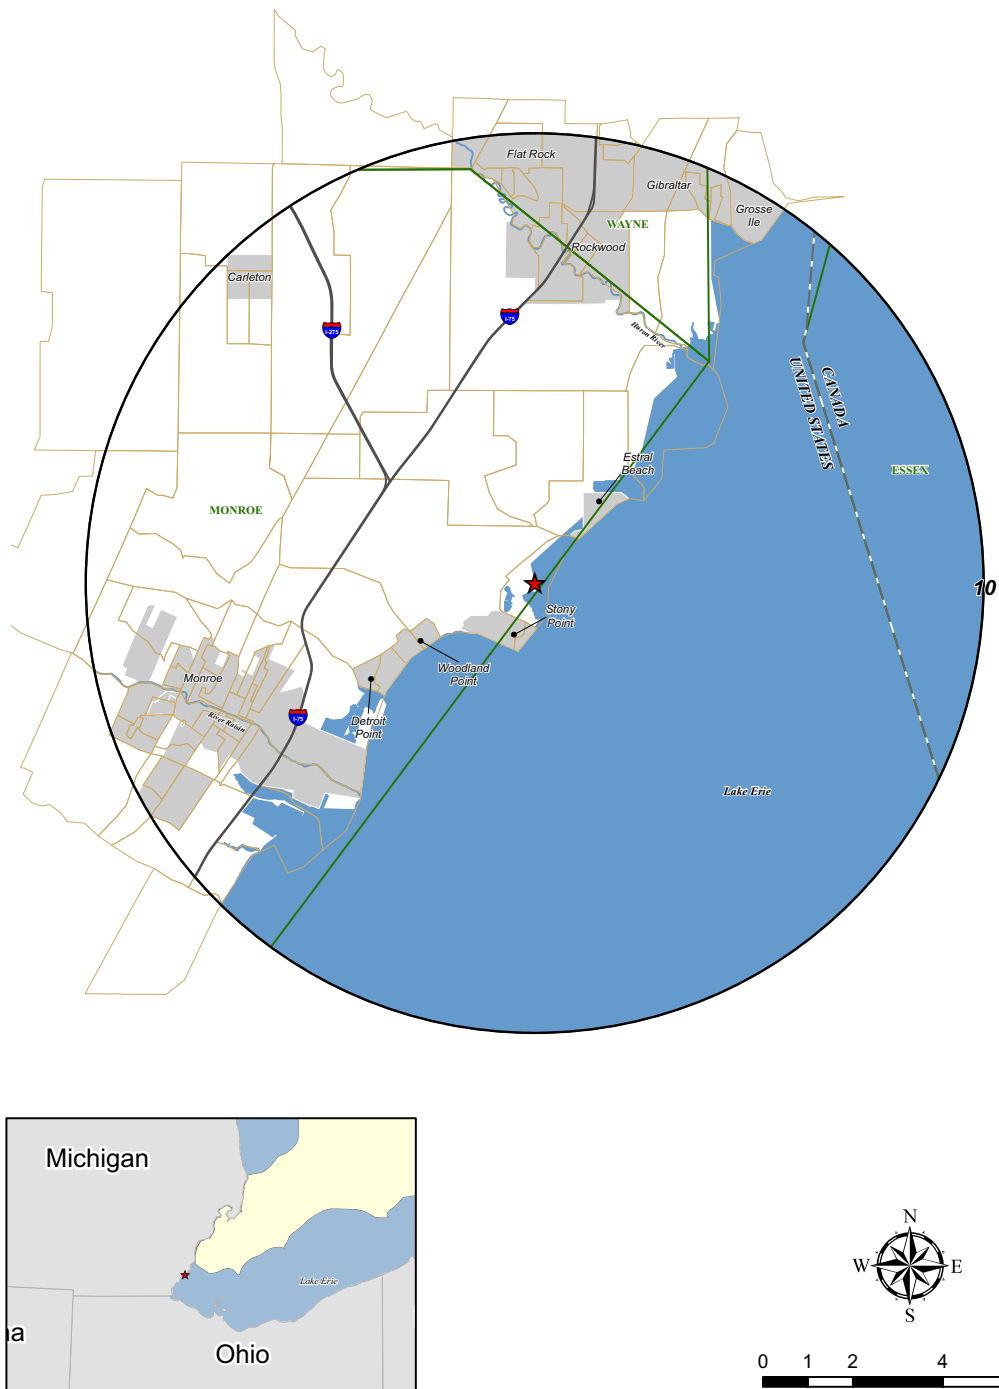 Flat Rock
Gibraltar
Grosse
Ile
WAYNE
Rockwood
Carleton
I-275
I-75
Huron River
CANADA
UNITED STATES
Estral
Beach
ESSEX
MONROE
10
Stony
Point
Woodland
Point
Monroe
River Raisin
I-75
Detroit
Point
Lake Erie
Michigan
Lake Erie
Ohio
na
N
W
E
S
0 1 2 4